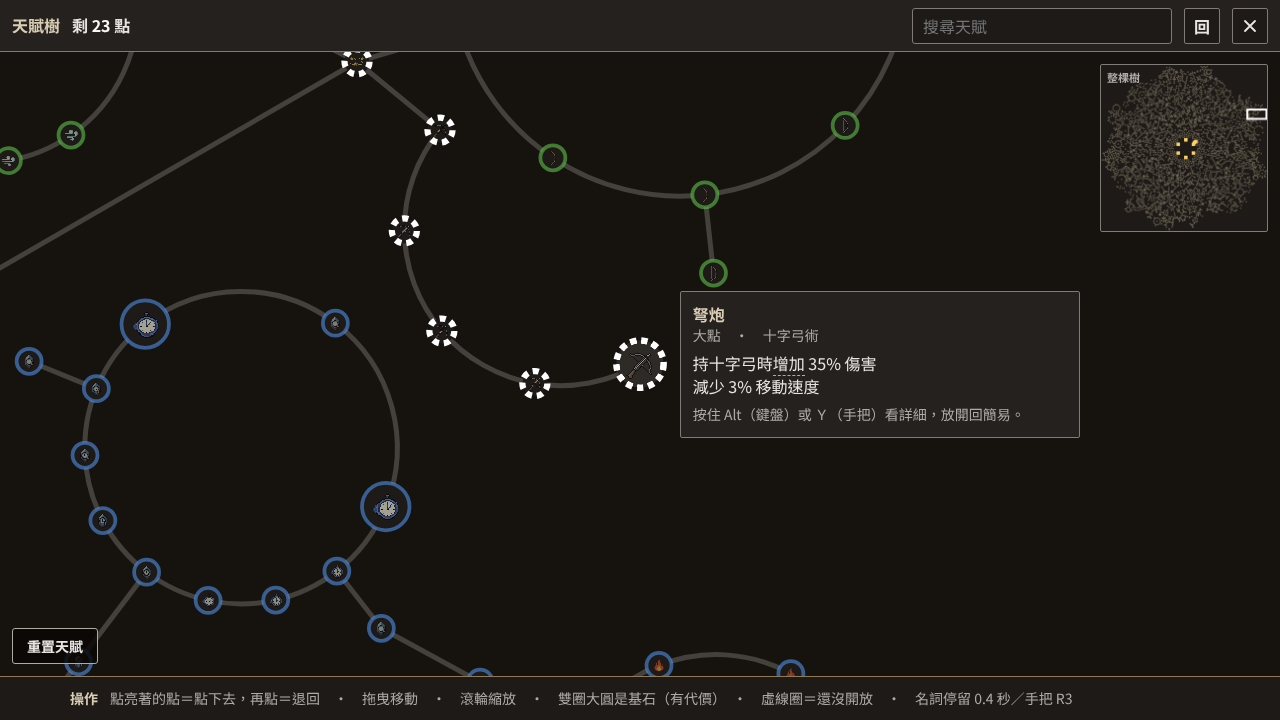 天賦樹 剩 23 點
搜尋天賦
回
整棵樹
弩炮
大點 · 十字弓術
持十字弓時增加 35% 傷害
減少 3% 移動速度
按住 Alt（鍵盤）或 Y（手把）看詳細，放開回簡易。
重置天賦
操作 點亮著的點＝點下去，再點＝退回 · 拖曳移動 · 滾輪縮放 · 雙圈大圓是基石（有代價） · 虛線圈＝還沒開放 · 名詞停留 0.4 秒／手把 R3